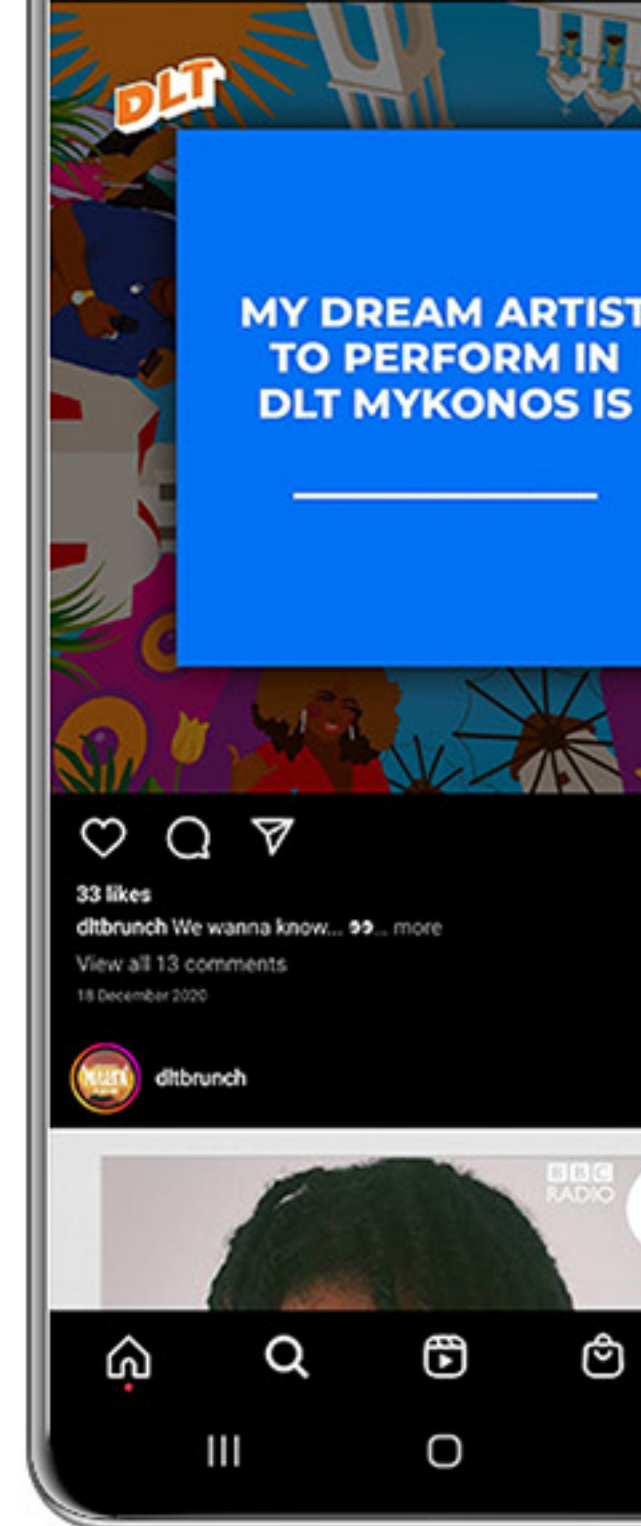 DLT
MY DREAM ARTIST
TO PERFORM IN
DLT MYKONOS IS
33 likes
dltbrunch We wanna know... 👀... more
View all 13 comments
18 December 2020
dltbrunch
BBC
RADIO